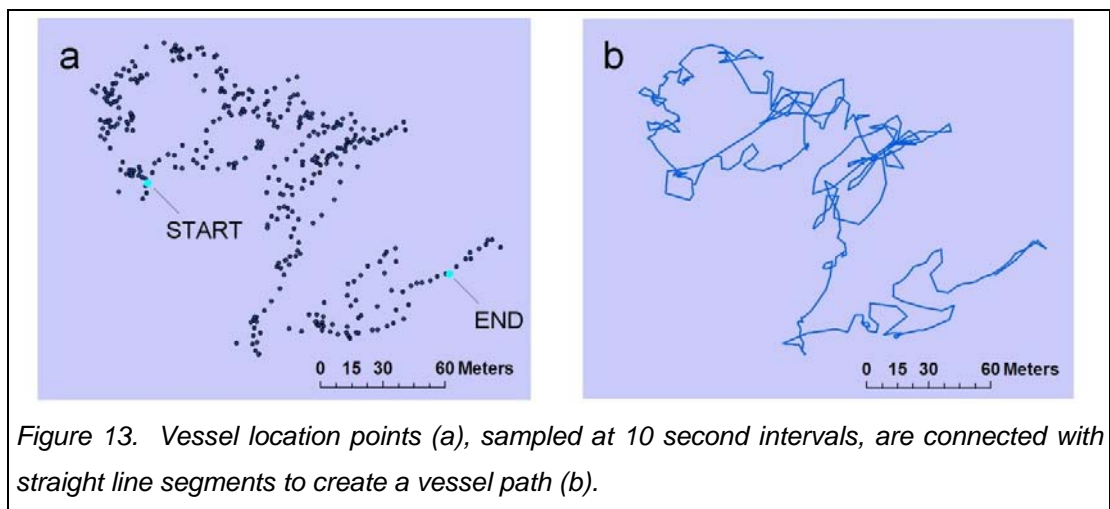 a
START
END
0 15 30 60 Meters
b
0 15 30 60 Meters
Figure 13. Vessel location points (a), sampled at 10 second intervals, are connected with
straight line segments to create a vessel path (b).